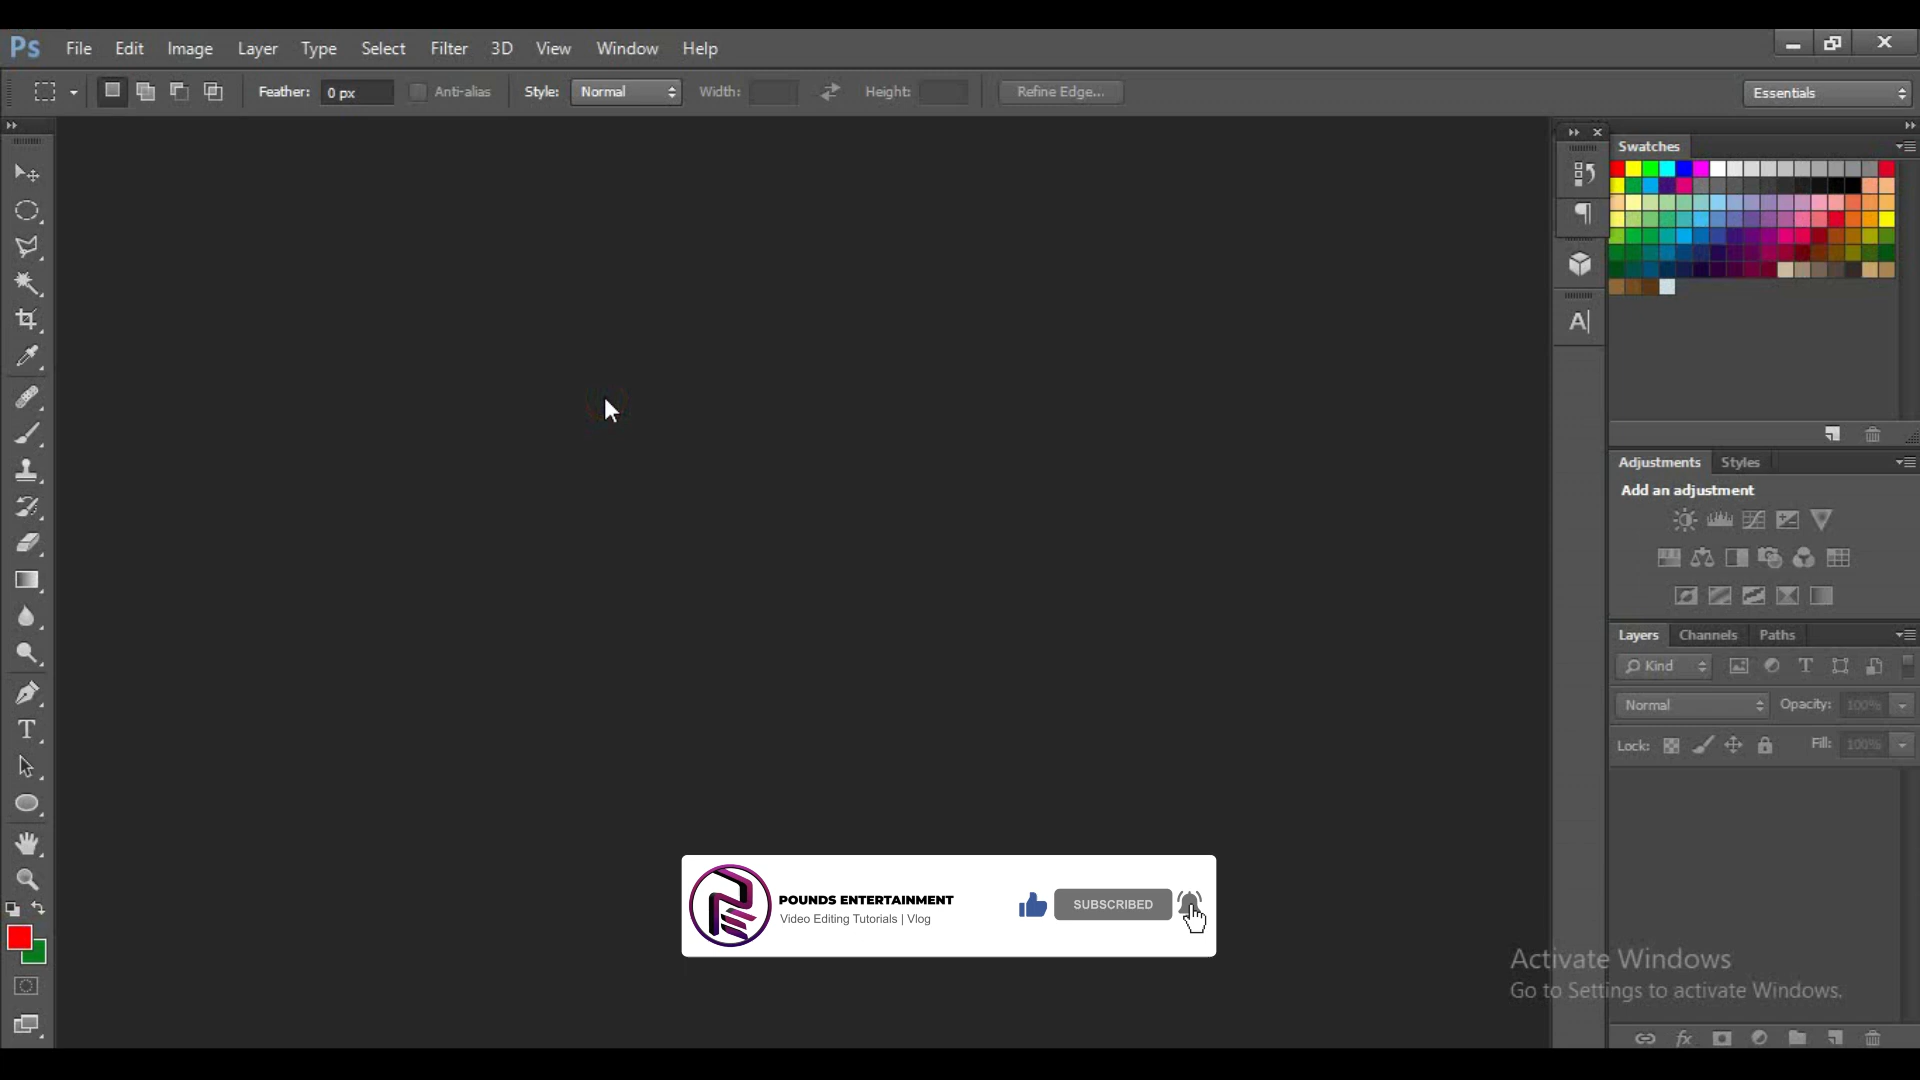 Ps File Edit Image Layer Type Select Filter 3D View Window Help
Feather: 0 px Anti-alias Style: Normal Width: Height: Refine Edge... Essentials
Swatches
Adjustments Styles
Add an adjustment
Layers Channels Paths
Kind
Normal Opacity: 100%
Lock: Fill: 100%
POUNDS ENTERTAINMENT
Video Editing Tutorials | Vlog
SUBSCRIBED
Activate Windows
Go to Settings to activate Windows.